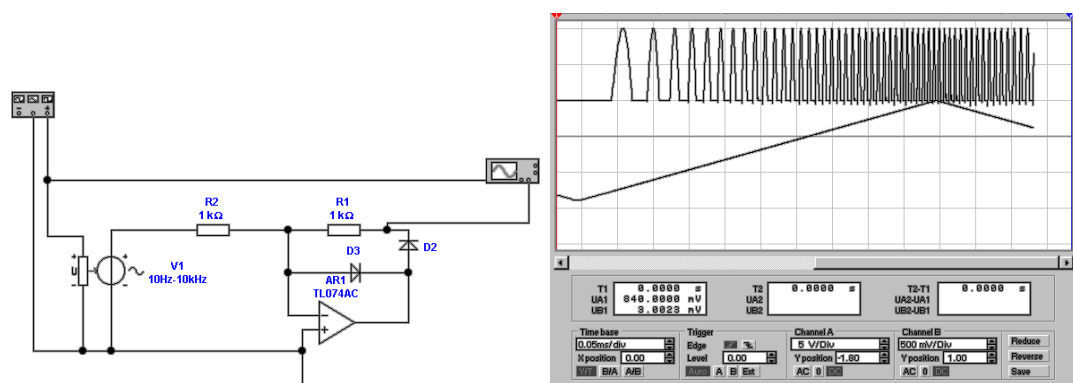 R2
1 kΩ
R1
1 kΩ
D2
D3
V1
10Hz-10kHz
AR1
TL074AC
U
T1 0.0000 s
UA1 840.0000 mV
UB1 3.0023 mV
T2 0.0000 s
UA2
UB2
T2-T1 0.0000 s
UA2-UA1
UB2-UB1
Time base
0.05ms/div
X position 0.00
Y/T B/A A/B
Trigger
Edge
Level 0.00
Auto A B Ext
Channel A
5 V/Div
Y position -1.80
AC 0 DC
Channel B
500 mV/Div
Y position 1.00
AC 0 DC
Reduce
Reverse
Save